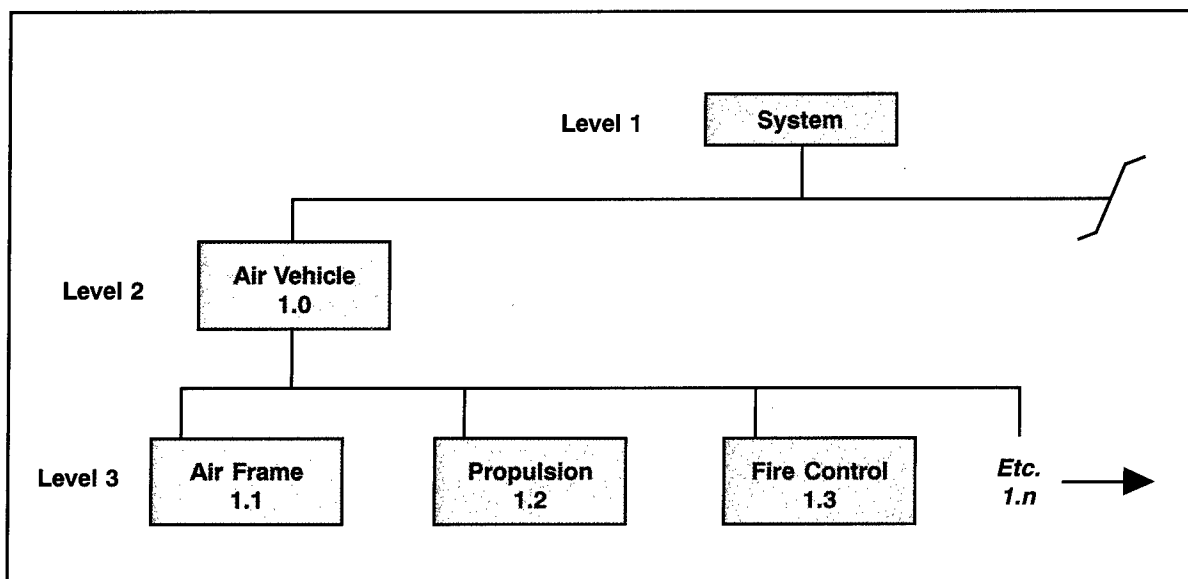 Level 1
System
Level 2
Air Vehicle
1.0
Level 3
Air Frame
1.1
Propulsion
1.2
Fire Control
1.3
Etc.
1.n